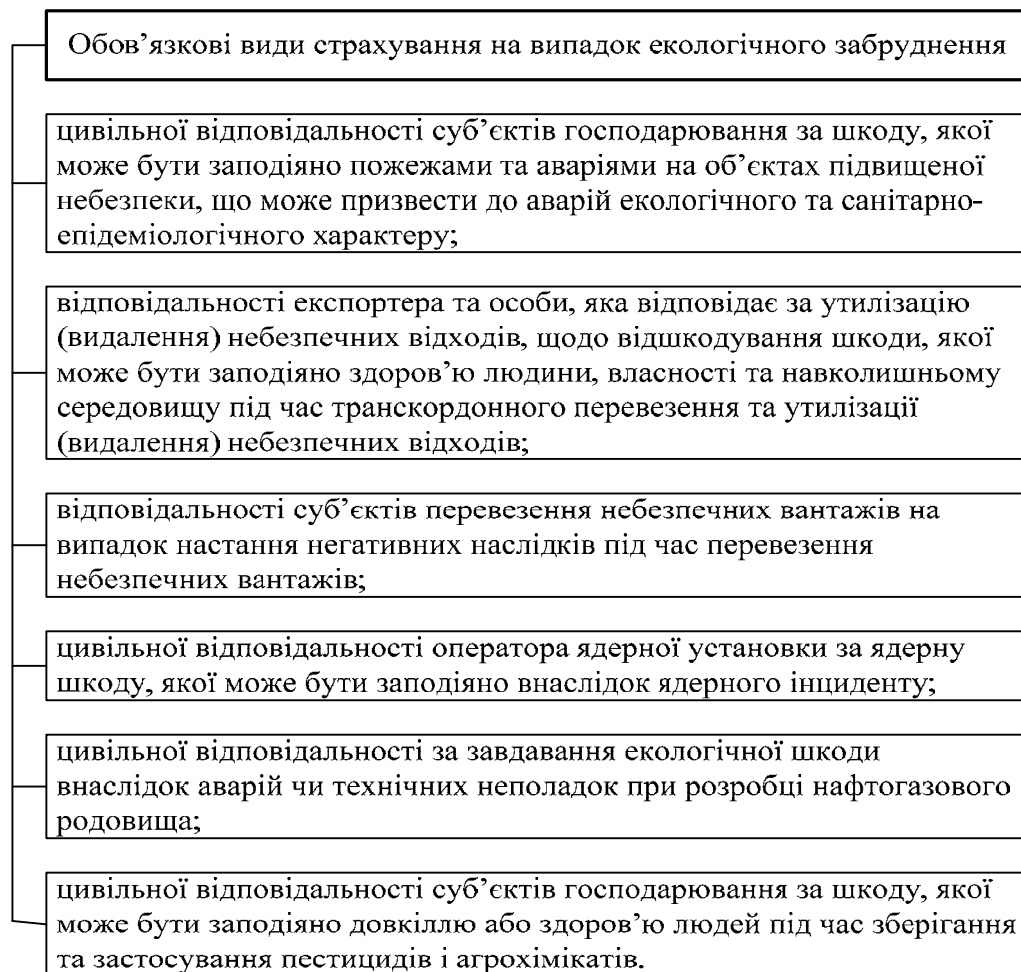 Обов’язкові види страхування на випадок екологічного забруднення
цивільної відповідальності суб’єктів господарювання за шкоду, якої
може бути заподіяно пожежами та аваріями на об’єктах підвищеної
небезпеки, що може призвести до аварій екологічного та санітарно-
епідеміологічного характеру;
відповідальності експортера та особи, яка відповідає за утилізацію
(видалення) небезпечних відходів, щодо відшкодування шкоди, якої
може бути заподіяно здоров’ю людини, власності та навколишньому
середовищу під час транскордонного перевезення та утилізації
(видалення) небезпечних відходів;
відповідальності суб’єктів перевезення небезпечних вантажів на
випадок настання негативних наслідків під час перевезення
небезпечних вантажів;
цивільної відповідальності оператора ядерної установки за ядерну
шкоду, якої може бути заподіяно внаслідок ядерного інциденту;
цивільної відповідальності за завдавання екологічної шкоди
внаслідок аварій чи технічних неполадок при розробці нафтогазового
родовища;
цивільної відповідальності суб’єктів господарювання за шкоду, якої
може бути заподіяно довкіллю або здоров’ю людей під час зберігання
та застосування пестицидів і агрохімікатів.